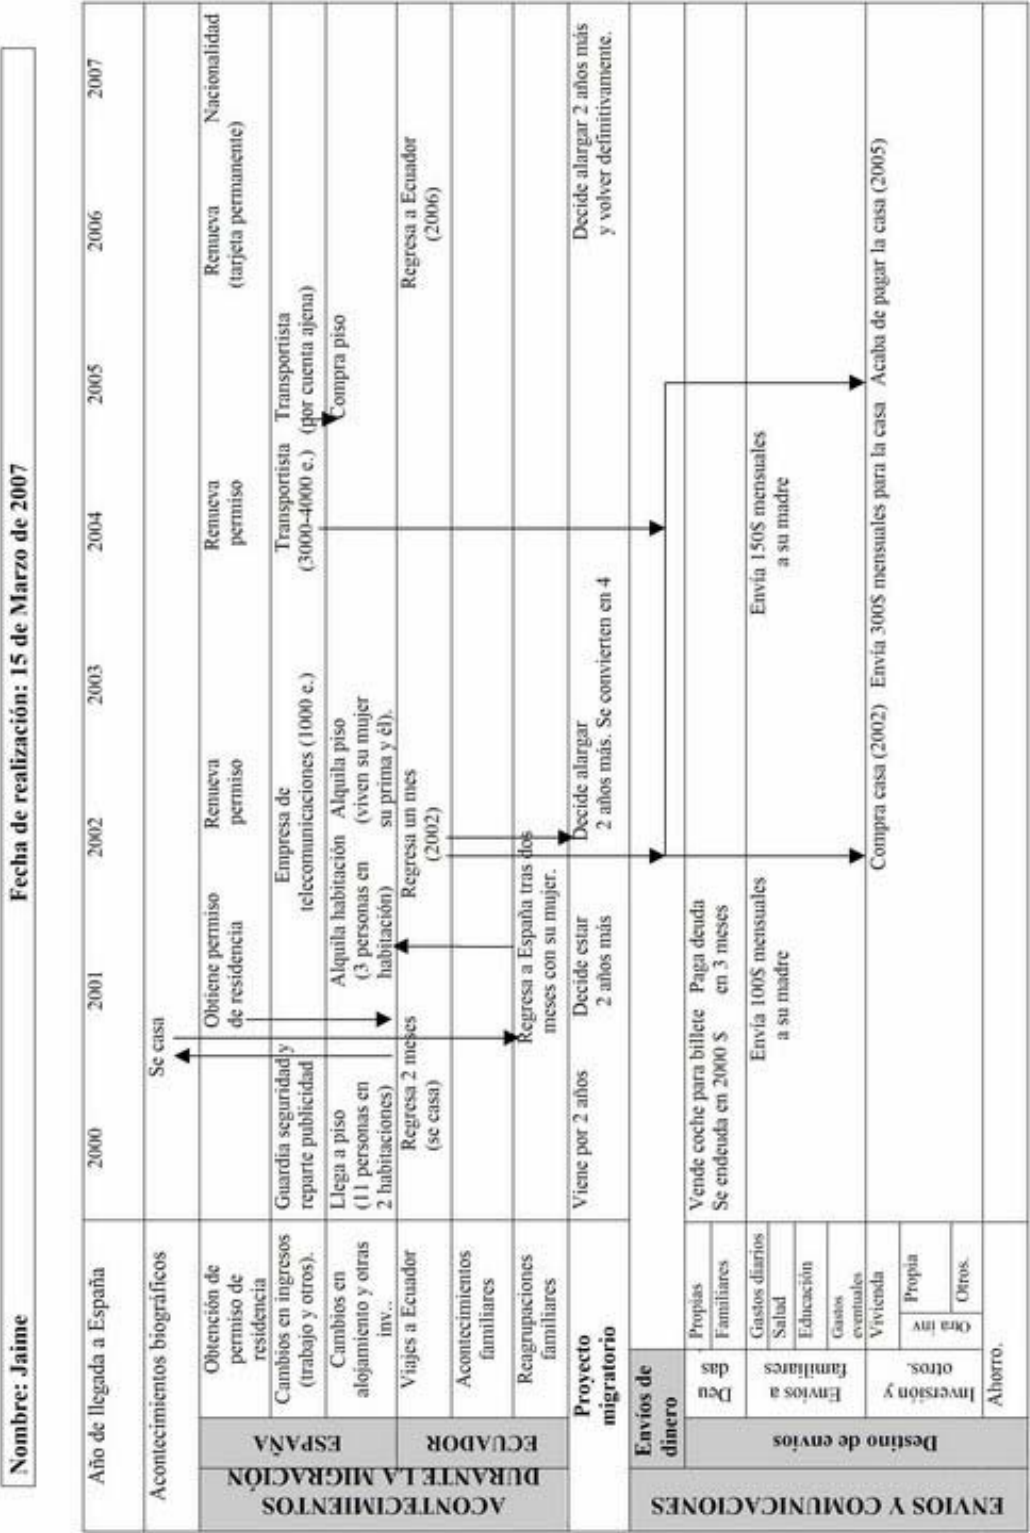 Nombre: Jaime
Fecha de realización: 15 de Marzo de 2007
Año de llegada a España
2000
2001
2002
2003
2004
2005
2006
2007
Acontecimientos biográficos
Se casa
ACONTECIMIENTOS
DURANTE LA MIGRACIÓN
ESPAÑA
Obtención de
permiso de
residencia
Obtiene permiso
de residencia
Renueva
permiso
Renueva
permiso
Renueva
(tarjeta permanente)
Nacionalidad
Cambios en ingresos
(trabajo y otros).
Guardia seguridad y
reparte publicidad
Empresa de
telecomunicaciones (1000 e.)
Transportista
(3000-4000 e.)
Transportista
(por cuenta ajena)
Cambios en
alojamiento y otras
inv..
Llega a piso
(11 personas en
2 habitaciones)
Alquila habitación
(3 personas en
habitación)
Alquila piso
(viven su mujer
su prima y él).
Compra piso
ECUADOR
Viajes a Ecuador
Regresa 2 meses
(se casa)
Regresa un mes
(2002)
Regresa a Ecuador
(2006)
Acontecimientos
familiares
Reagrupaciones
familiares
Regresa a España tras dos
meses con su mujer.
Proyecto
migratorio
Viene por 2 años
Decide estar
2 años más
Decide alargar
2 años más. Se convierten en 4
Decide alargar 2 años más
y volver definitivamente.
ENVIOS Y COMUNICACIONES
Envíos de
dinero
Destino de envios
Deu
das
Propias
Familiares
Vende coche para billete
Se endeuda en 2000 $
Paga deuda
en 3 meses
Envios a
familiares
Gastos diarios
Salud
Educación
Gastos
eventuales
Envía 100$ mensuales
a su madre
Envía 150$ mensuales
a su madre
Inversión y
otros.
Vivienda
Compra casa (2002)
Envía 300$ mensuales para la casa
Acaba de pagar la casa (2005)
Otra inv
Propia
Otros.
Ahorro.